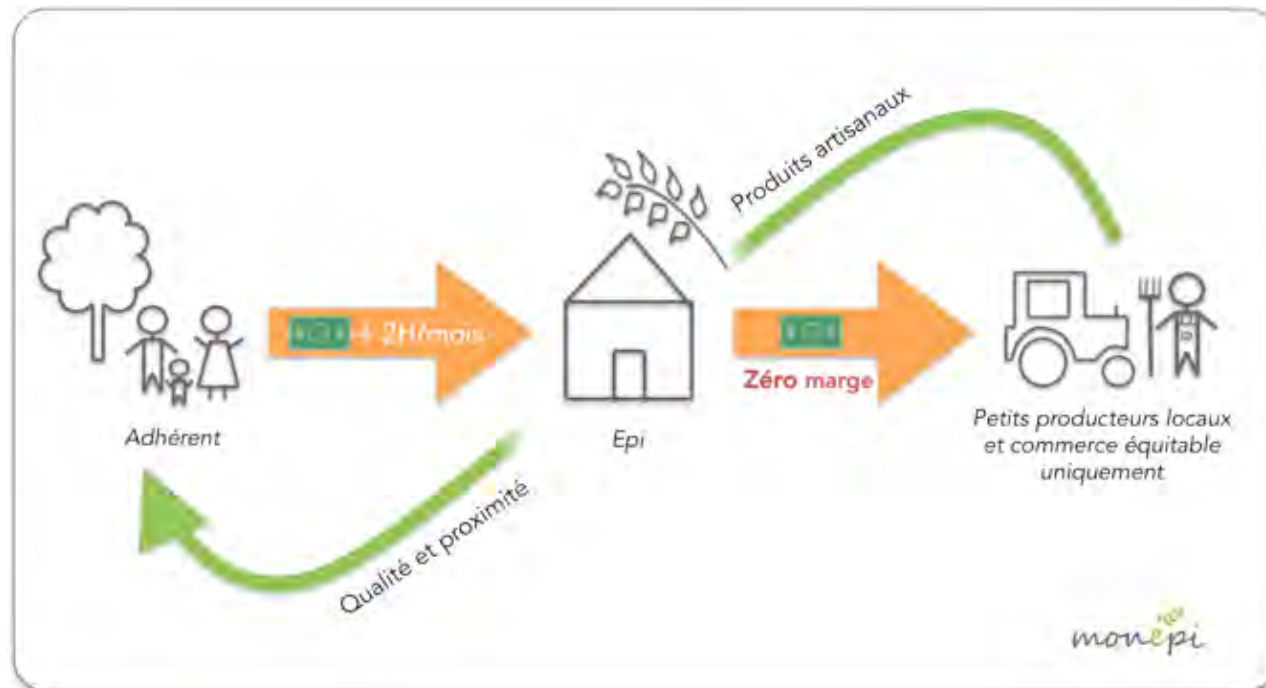 Produits artisanaux
+ 2H/mois
Zéro marge
Adhérent
Epi
Petits producteurs locaux
et commerce équitable
uniquement
Qualité et proximité
monepi